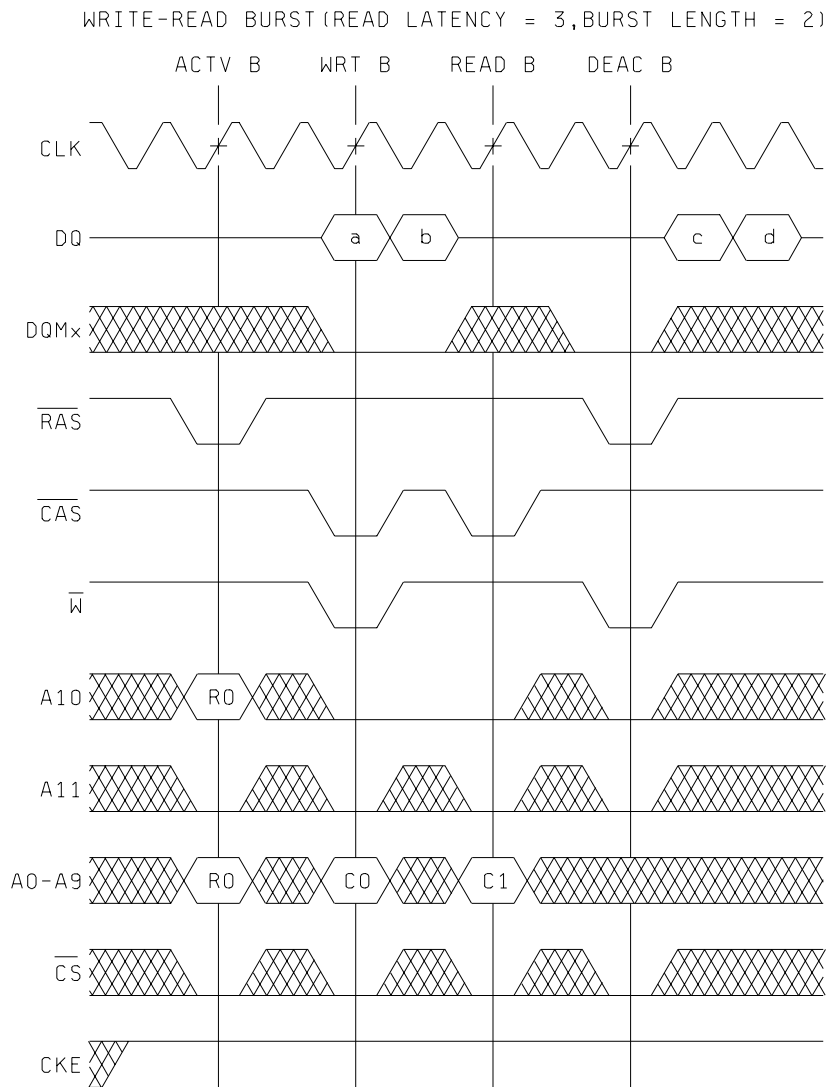 WRITE-READ BURST(READ LATENCY = 3,BURST LENGTH = 2)
ACTV B WRT B READ B DEAC B
CLK
DQ a b c d
DQMx
RAS
CAS
W
A10 R0
A11
A0-A9 R0 C0 C1
CS
CKE